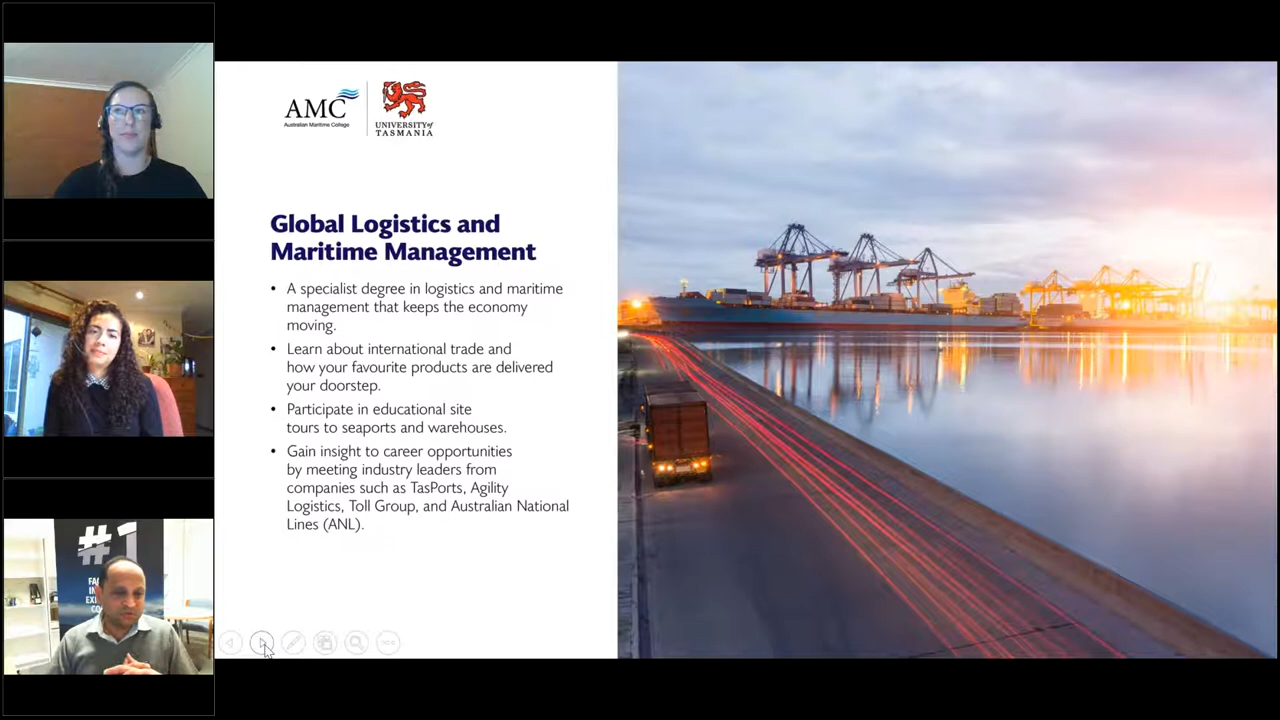 AMC
Australian Maritime College
UNIVERSITY of
TASMANIA
Global Logistics and
Maritime Management
• A specialist degree in logistics and maritime
management that keeps the economy
moving.
• Learn about international trade and
how your favourite products are delivered
your doorstep.
• Participate in educational site
tours to seaports and warehouses.
• Gain insight to career opportunities
by meeting industry leaders from
companies such as TasPorts, Agility
Logistics, Toll Group, and Australian National
Lines (ANL).
#1